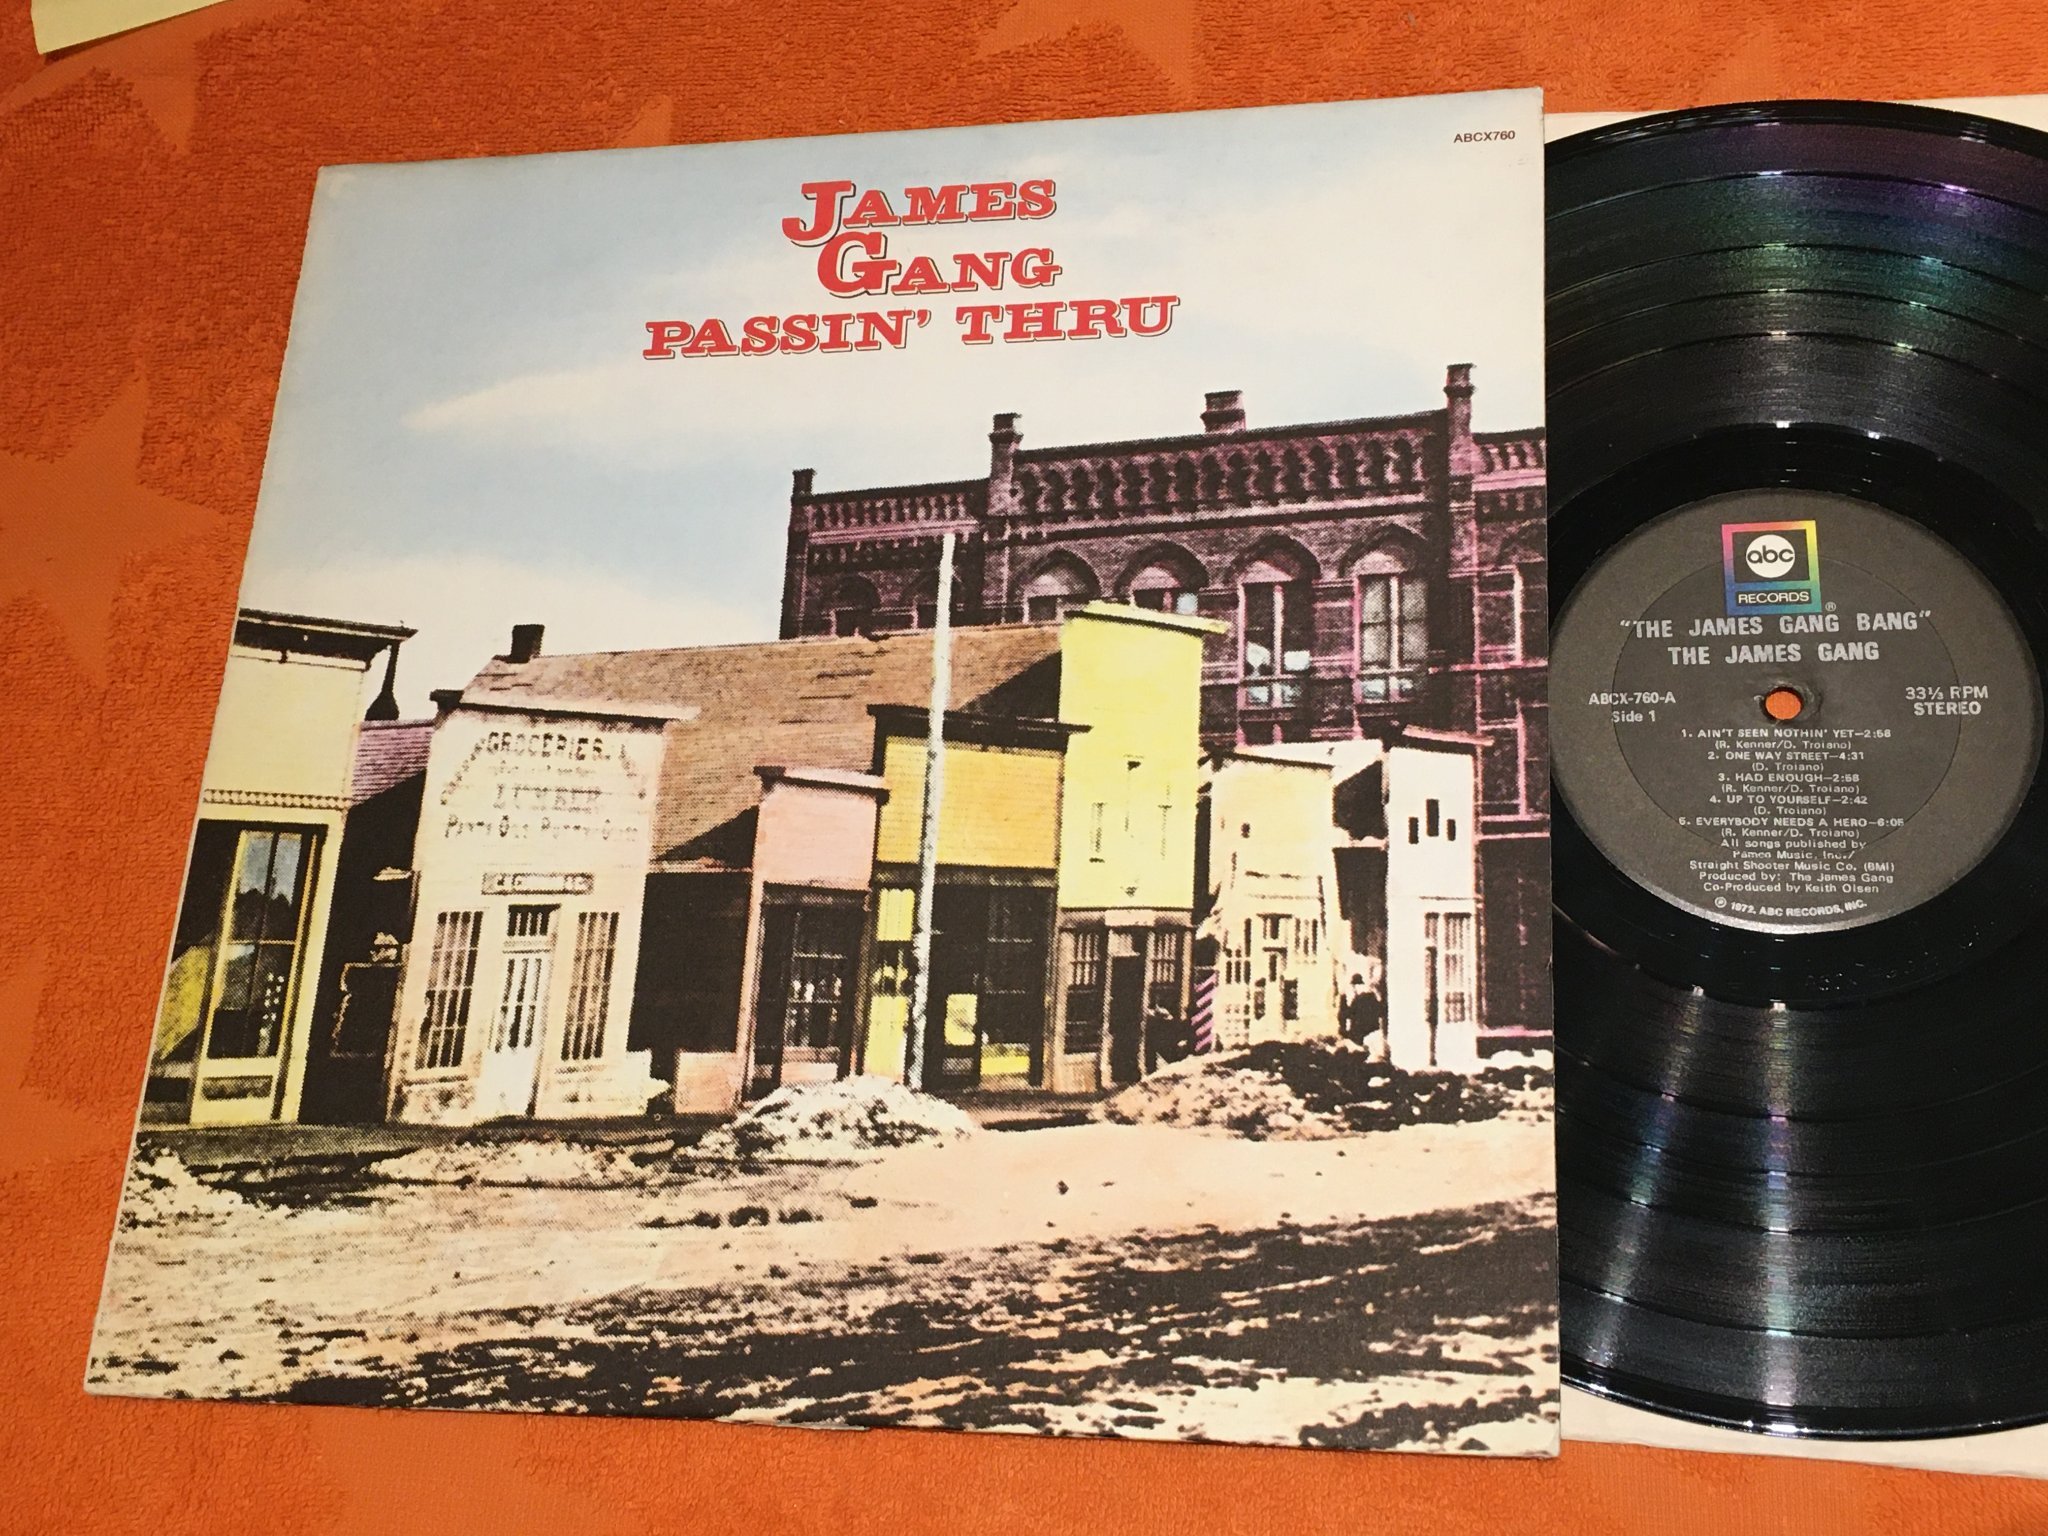 ABCX760
JAMES
GANG
PASSIN' THRU
GROCERIES
LUMBER
abc
RECORDS
®
"THE JAMES GANG BANG"
THE JAMES GANG
ABCX-760-A
Side 1
33⅓ RPM
STEREO
1. AIN'T SEEN NOTHIN' YET—2:58
(R. Kenner/D. Troiano)
2. ONE WAY STREET—4:31
(D. Troiano)
3. HAD ENOUGH—2:58
(R. Kenner/D. Troiano)
4. UP TO YOURSELF—2:42
(D. Troiano)
5. EVERYBODY NEEDS A HERO—6:05
(R. Kenner/D. Troiano)
All songs published by
Pamco Music, Inc./
Straight Shooter Music Co. (BMI)
Produced by: The James Gang
Co-Produced by Keith Olsen
℗ 1972, ABC RECORDS, INC.